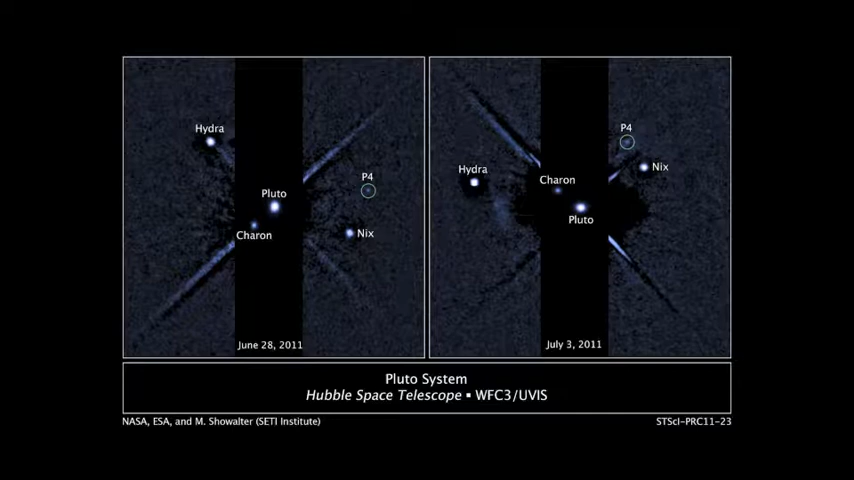 Hydra
P4
Pluto
Charon
Nix
June 28, 2011
P4
Nix
Hydra
Charon
Pluto
July 3, 2011
Pluto System
Hubble Space Telescope ▪ WFC3/UVIS
NASA, ESA, and M. Showalter (SETI Institute)
STScI-PRC11-23